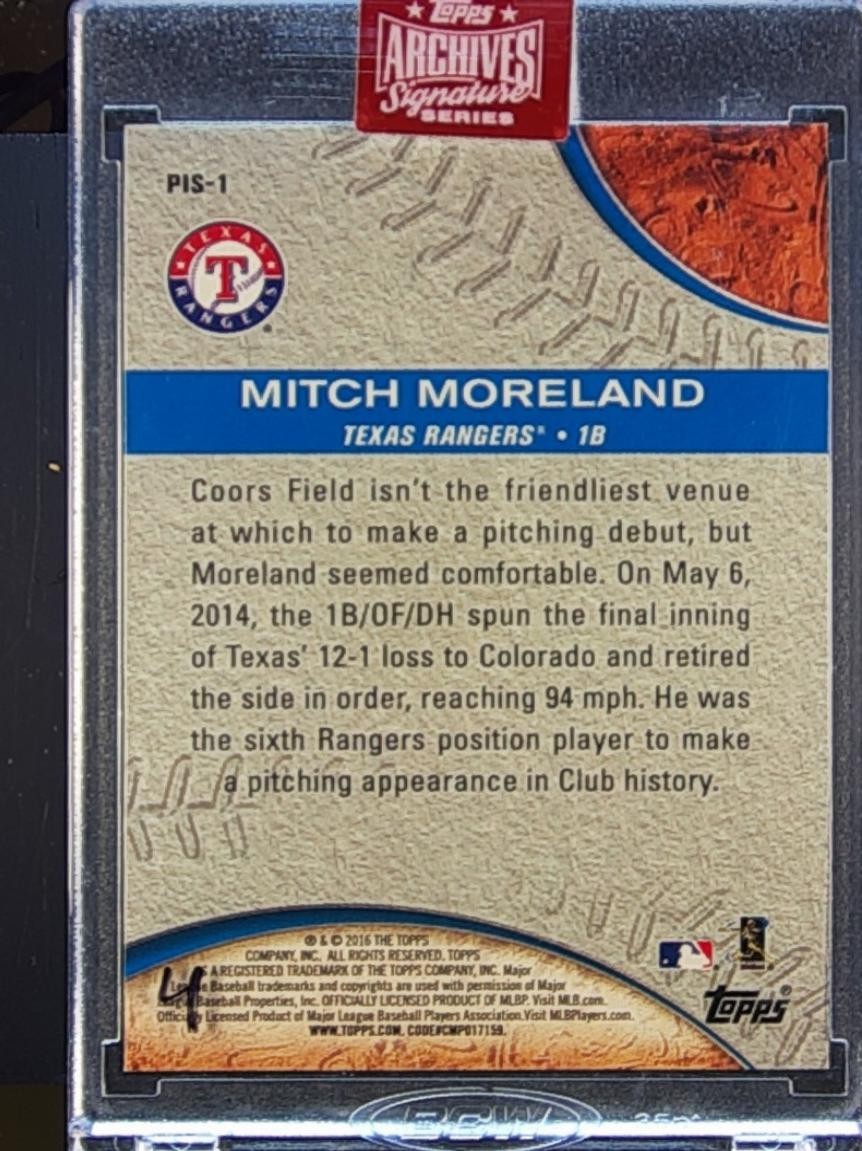 Topps
ARCHIVES
Signature
SERIES
PIS-1
TEXAS
T
RANGERS
MITCH MORELAND
TEXAS RANGERS® • 1B
Coors Field isn't the friendliest venue
at which to make a pitching debut, but
Moreland seemed comfortable. On May 6,
2014, the 1B/OF/DH spun the final inning
of Texas' 12-1 loss to Colorado and retired
the side in order, reaching 94 mph. He was
the sixth Rangers position player to make
a pitching appearance in Club history.
® & © 2016 THE TOPPS
COMPANY, INC. ALL RIGHTS RESERVED. TOPPS
A REGISTERED TRADEMARK OF THE TOPPS COMPANY, INC. Major
Baseball trademarks and copyrights are used with permission of Major
Baseball Properties, Inc. OFFICIALLY LICENSED PRODUCT OF MLBP. Visit MLB.com.
Licensed Product of Major League Baseball Players Association.Visit MLBPlayers.com.
WWW.TOPPS.COM. CODE#CMP017159.
Topps®
BCW